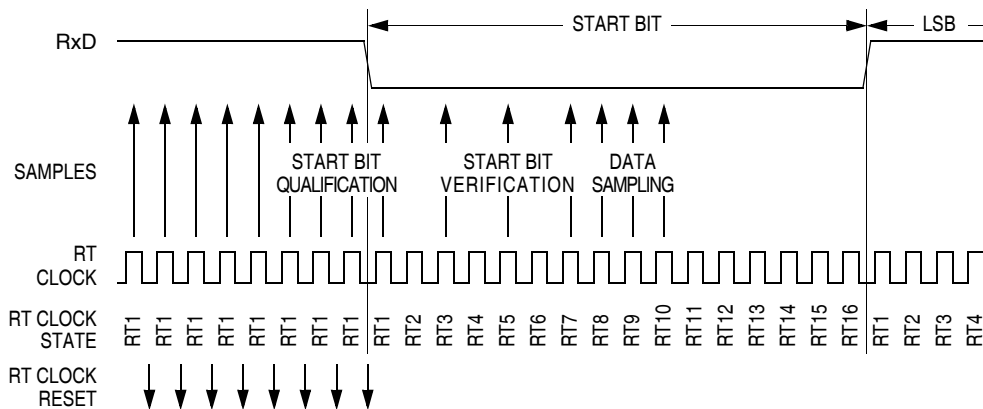 START BIT
LSB
RxD
SAMPLES
START BIT
QUALIFICATION
START BIT
VERIFICATION
DATA
SAMPLING
RT
CLOCK
RT CLOCK
STATE
RT1 RT1 RT1 RT1 RT1 RT1 RT1 RT1 RT1 RT2 RT3 RT4 RT5 RT6 RT7 RT8 RT9 RT10 RT11 RT12 RT13 RT14 RT15 RT16 RT1 RT2 RT3 RT4
RT CLOCK
RESET